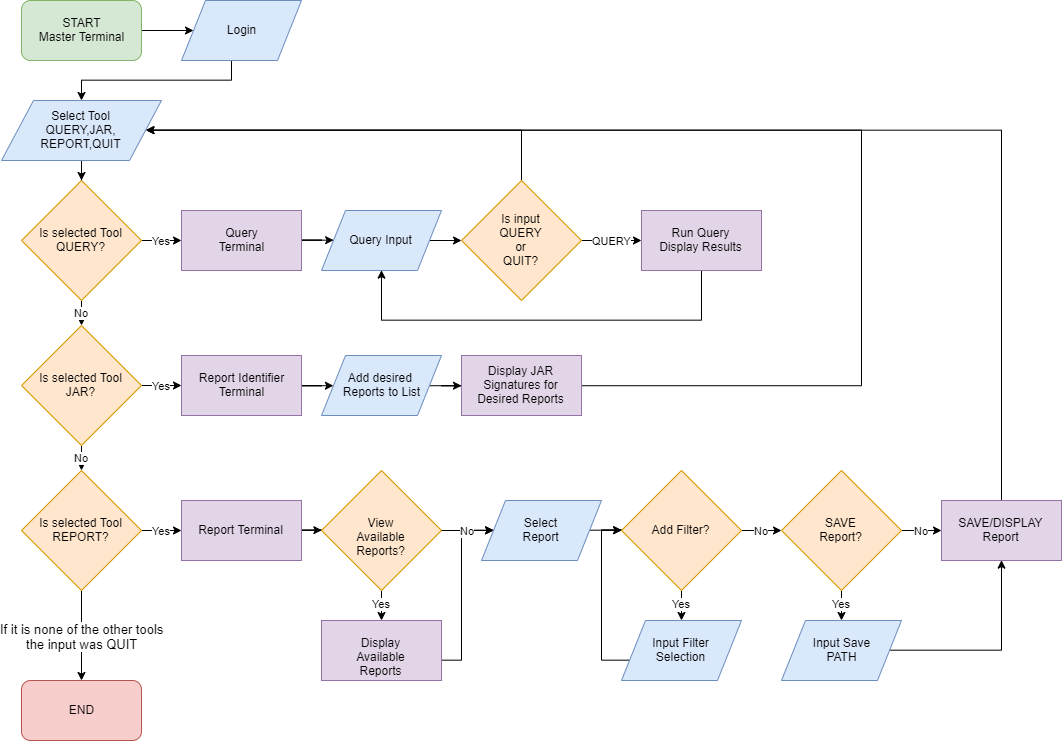 START
Master Terminal
Login
Select Tool
QUERY,JAR,
REPORT,QUIT
Is selected Tool
QUERY?
Yes
Query
Terminal
Query Input
Is input
QUERY
or
QUIT?
QUERY
Run Query
Display Results
No
Is selected Tool
JAR?
Yes
Report Identifier
Terminal
Add desired
Reports to List
Display JAR
Signatures for
Desired Reports
No
Is selected Tool
REPORT?
Yes
Report Terminal
View
Available
Reports?
No
Select
Report
Add Filter?
No
SAVE
Report?
No
SAVE/DISPLAY
Report
Yes
Yes
Yes
Display
Available
Reports
Input Filter
Selection
Input Save
PATH
If it is none of the other tools
the input was QUIT
END